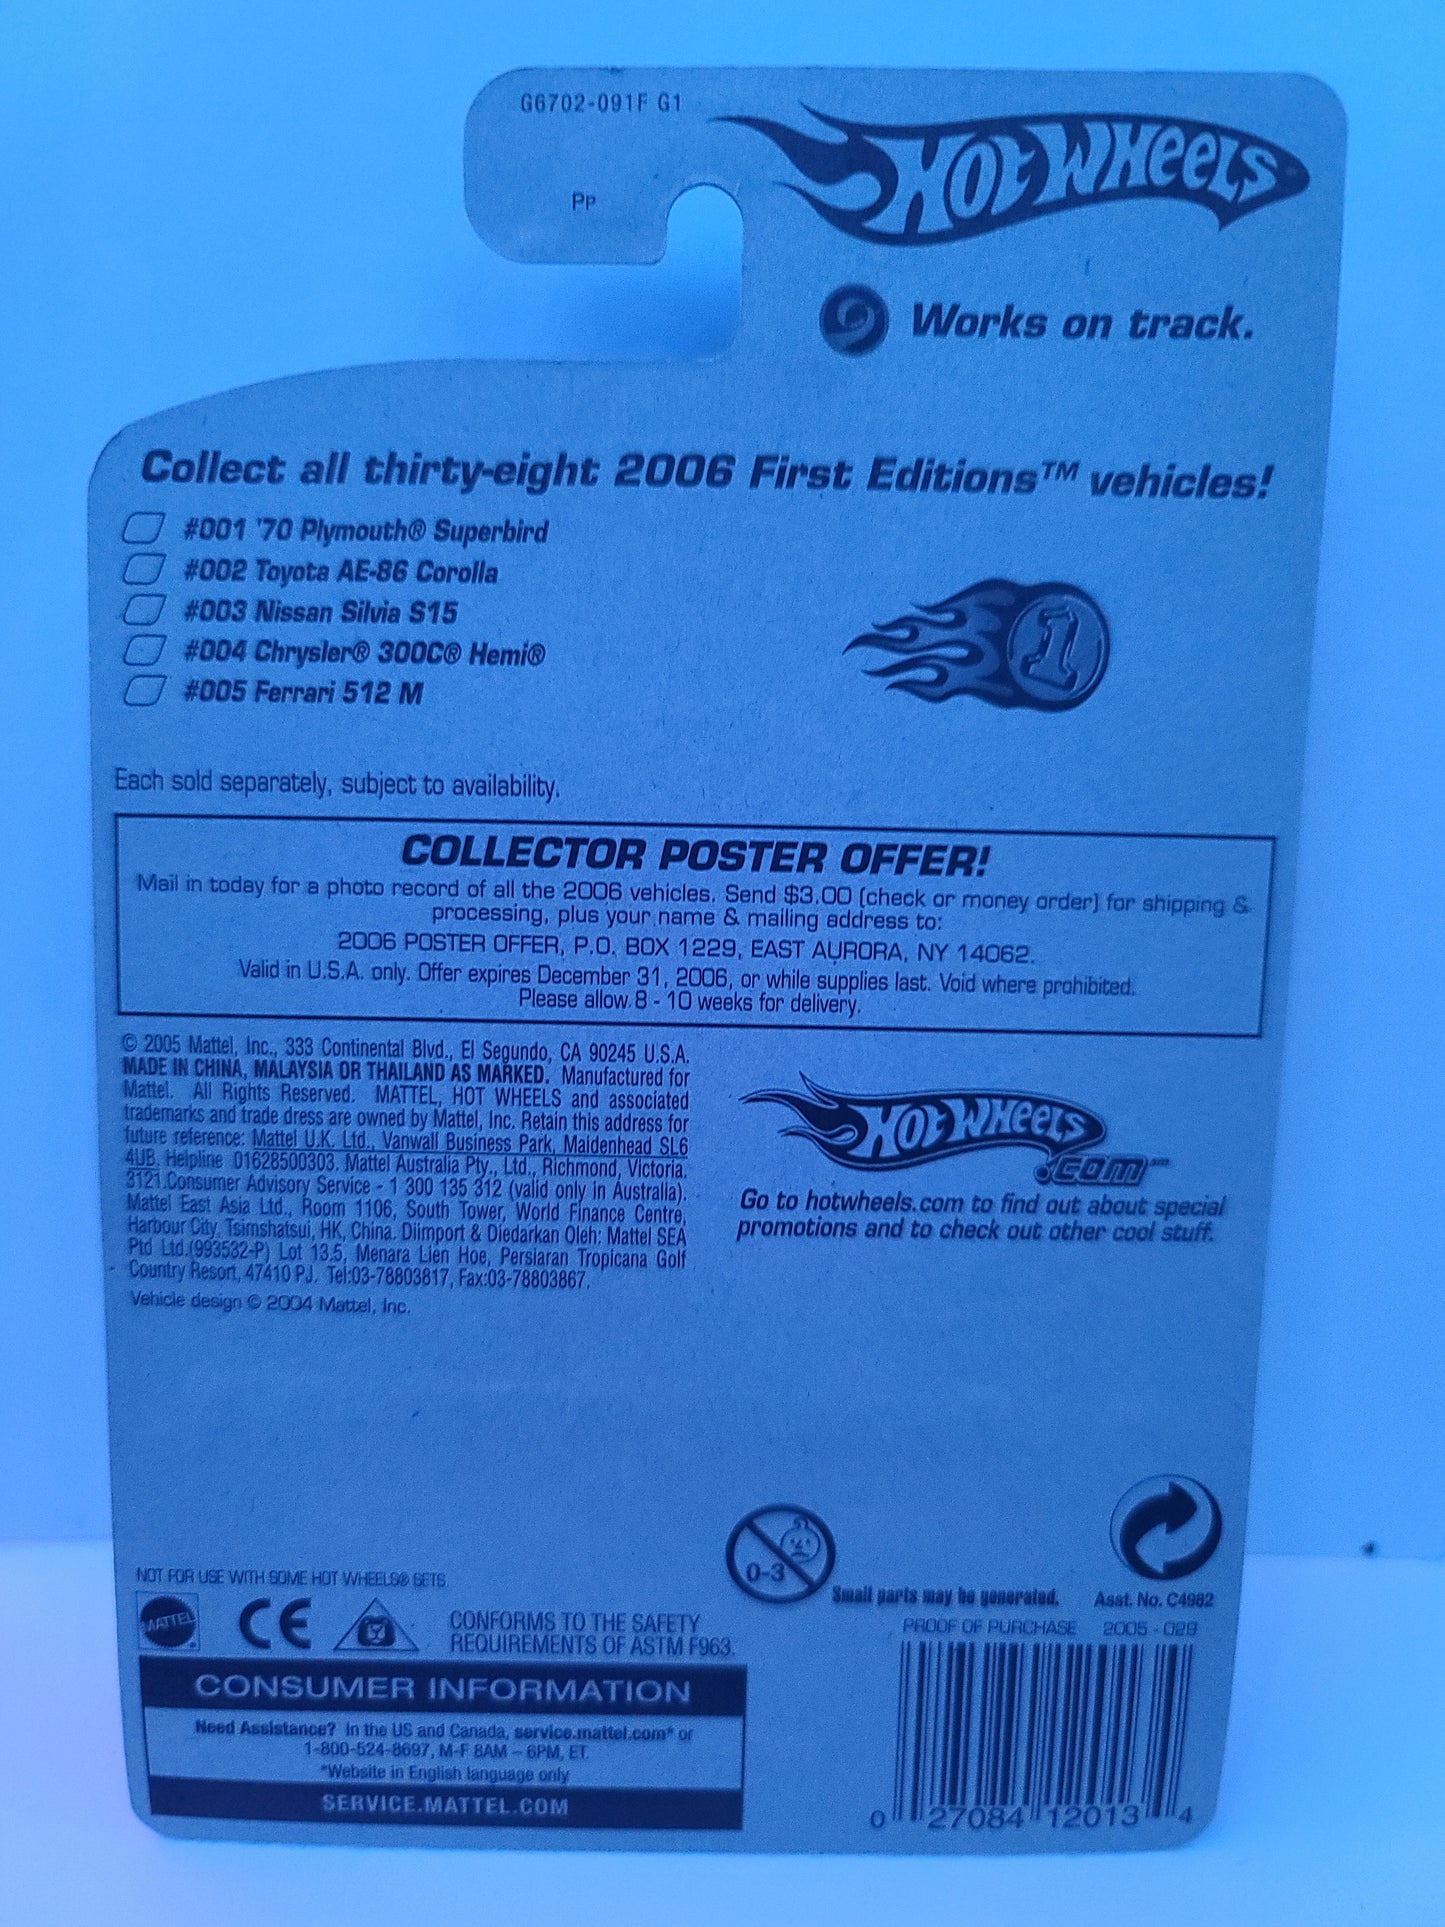 G6702-091F G1
Pp
HOT WHEELS
Works on track.
Collect all thirty-eight 2006 First Editions™ vehicles!
#001 '70 Plymouth® Superbird
#002 Toyota AE-86 Corolla
#003 Nissan Silvia S15
#004 Chrysler® 300C® Hemi®
#005 Ferrari 512 M
1
Each sold separately, subject to availability.
COLLECTOR POSTER OFFER!
Mail in today for a photo record of all the 2006 vehicles. Send $3.00 (check or money order) for shipping &
processing, plus your name & mailing address to:
2006 POSTER OFFER, P.O. BOX 1229, EAST AURORA, NY 14062.
Valid in U.S.A. only. Offer expires December 31, 2006, or while supplies last. Void where prohibited.
Please allow 8 - 10 weeks for delivery.
© 2005 Mattel, Inc., 333 Continental Blvd., El Segundo, CA 90245 U.S.A.
MADE IN CHINA, MALAYSIA OR THAILAND AS MARKED. Manufactured for
Mattel. All Rights Reserved. MATTEL, HOT WHEELS and associated
trademarks and trade dress are owned by Mattel, Inc. Retain this address for
future reference: Mattel U.K. Ltd., Vanwall Business Park, Maidenhead SL6
4UB. Helpline 01628500303. Mattel Australia Pty., Ltd., Richmond, Victoria.
3121.Consumer Advisory Service - 1 300 135 312 (valid only in Australia).
Mattel East Asia Ltd., Room 1106, South Tower, World Finance Centre,
Harbour City, Tsimshatsui, HK, China. Diimport & Diedarkan Oleh: Mattel SEA
Ptd Ltd.(993532-P) Lot 13.5, Menara Lien Hoe, Persiaran Tropicana Golf
Country Resort, 47410 PJ. Tel:03-78803817, Fax:03-78803867.
Vehicle design © 2004 Mattel, Inc.
HOT WHEELS
.com
Go to hotwheels.com to find out about special
promotions and to check out other cool stuff.
NOT FOR USE WITH SOME HOT WHEELS® SETS.
MATTEL
CE
CONFORMS TO THE SAFETY
REQUIREMENTS OF ASTM F963.
0-3
Small parts may be generated.
Asst. No. C4982
PROOF OF PURCHASE 2005 - 029
CONSUMER INFORMATION
Need Assistance? In the US and Canada, service.mattel.com* or
1-800-524-8697, M-F 8AM – 6PM, ET.
*Website in English language only
SERVICE.MATTEL.COM
0 27084 12013 4